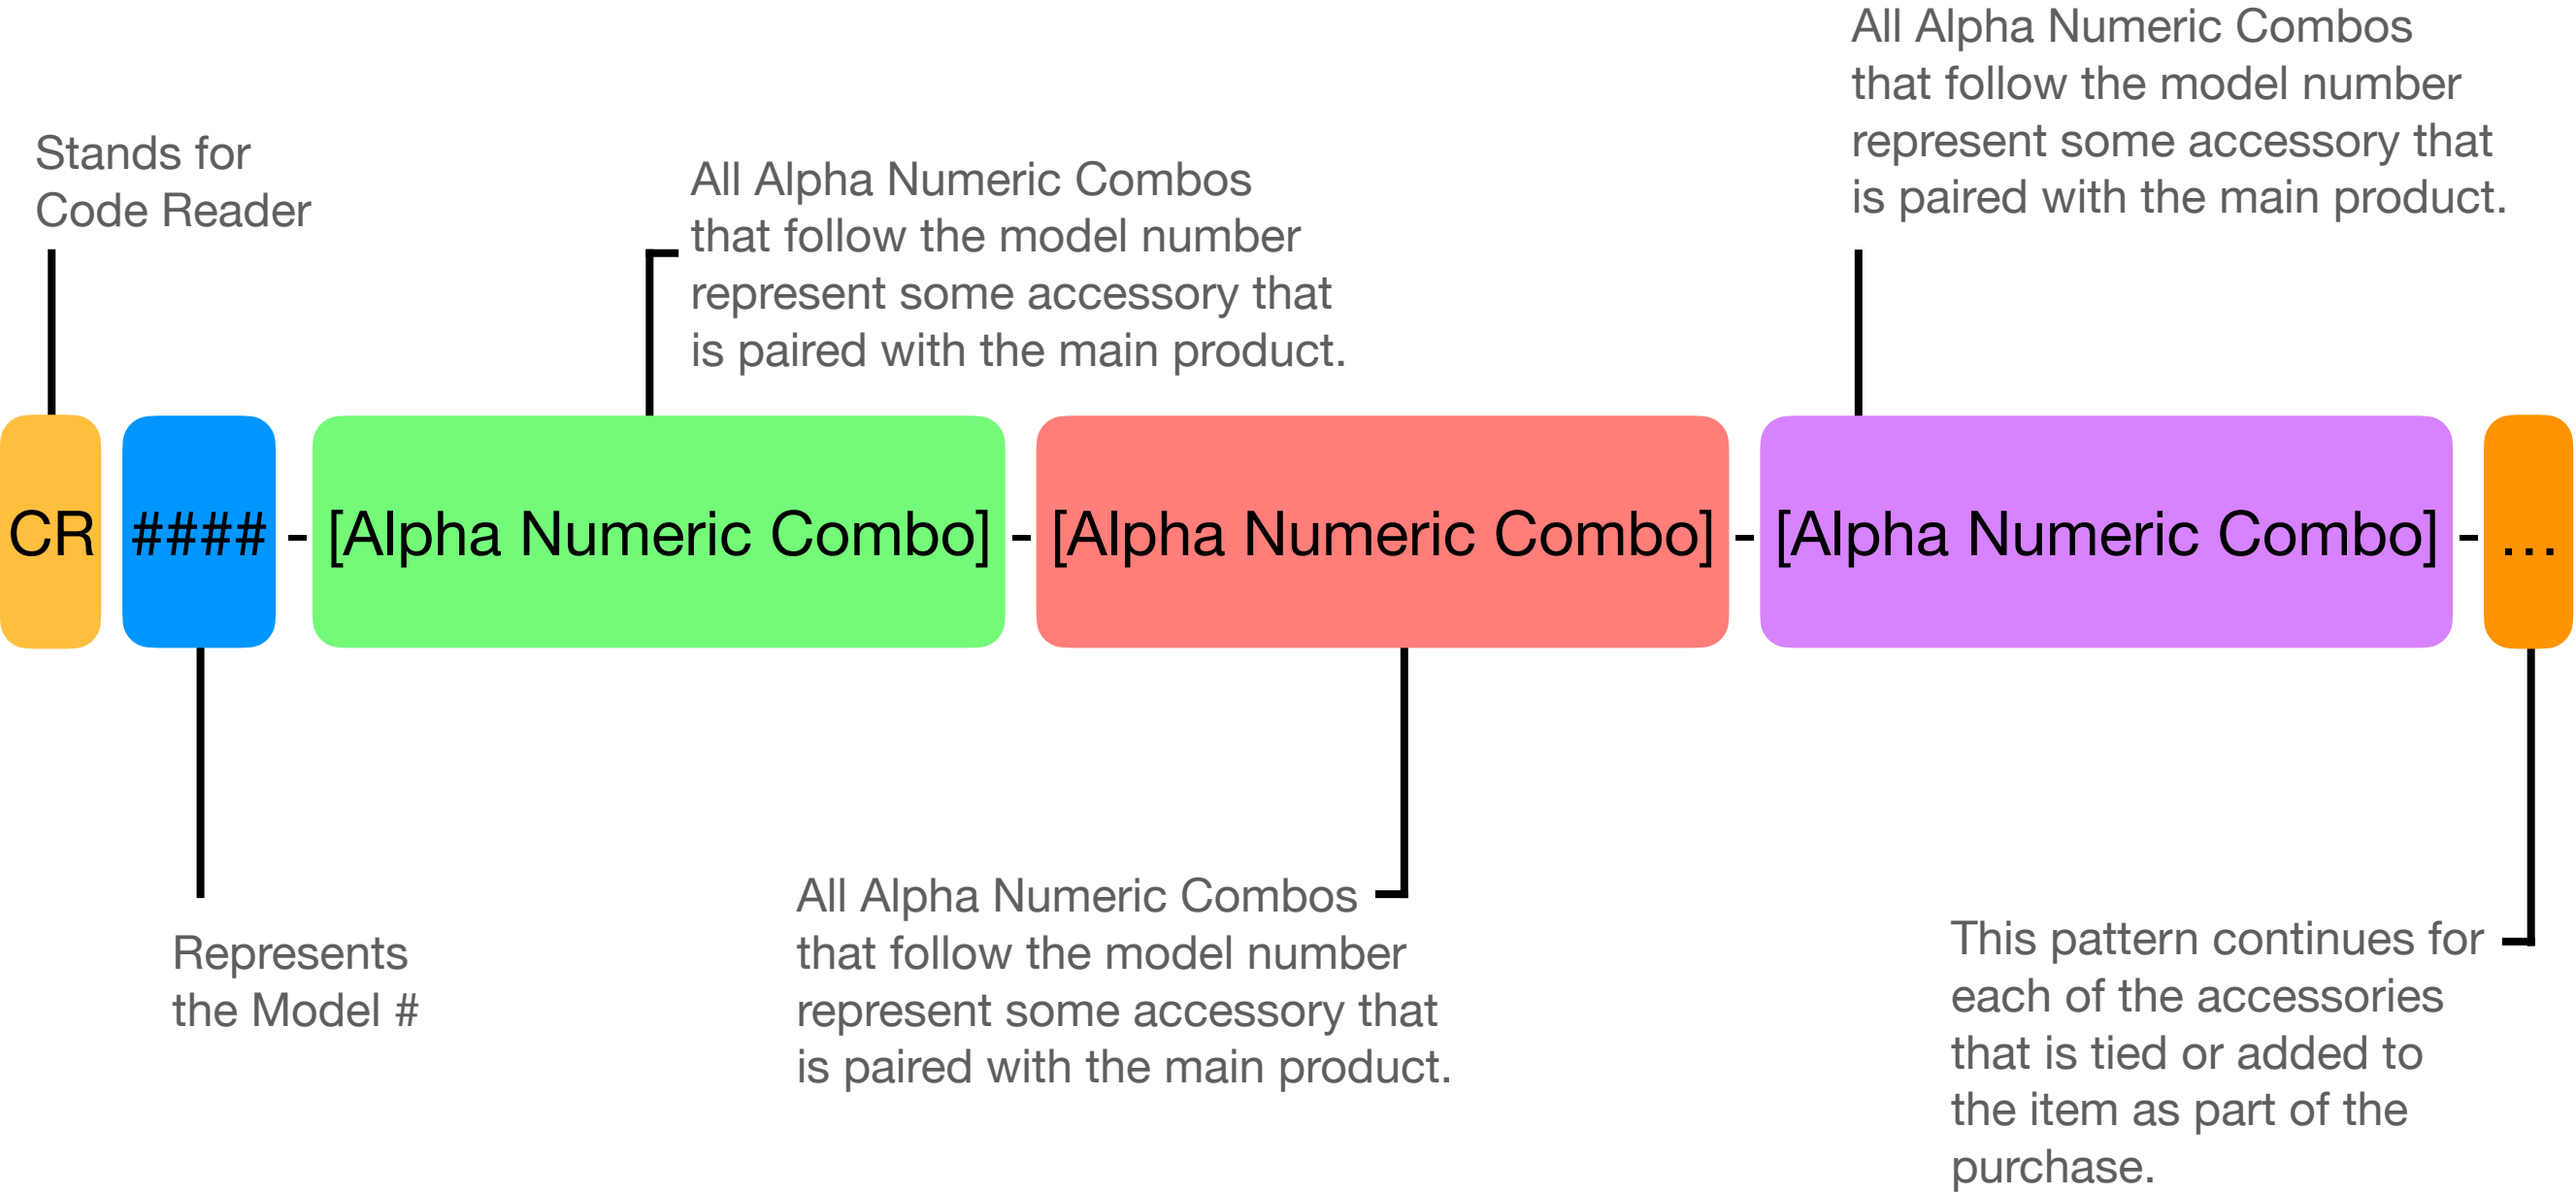 All Alpha Numeric Combos
that follow the model number
represent some accessory that
is paired with the main product.
Stands for
Code Reader
All Alpha Numeric Combos
that follow the model number
represent some accessory that
is paired with the main product.
CR #### - [Alpha Numeric Combo] - [Alpha Numeric Combo] - [Alpha Numeric Combo] - ...
Represents
the Model #
All Alpha Numeric Combos
that follow the model number
represent some accessory that
is paired with the main product.
This pattern continues for
each of the accessories
that is tied or added to
the item as part of the
purchase.